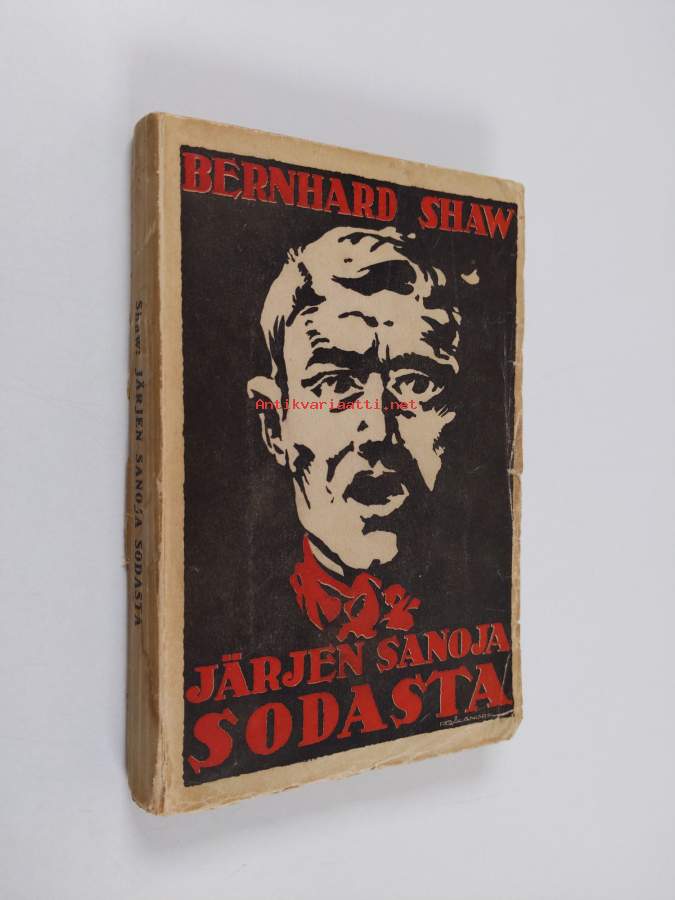 BERNHARD SHAW
Antikvariaatti.net
JÄRJEN SANOJA
SODASTA
Shaw: JÄRJEN SANOJA SODASTA